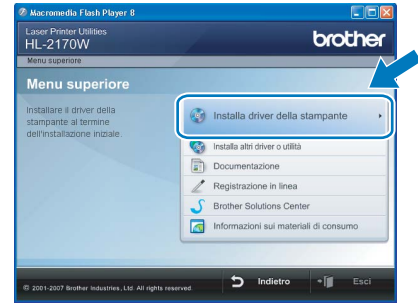 Macromedia Flash Player 8
Laser Printer Utilities
HL-2170W
brother
Menu superiore
Menu superiore
Installare il driver della
stampante al termine
dell'installazione iniziale.
Installa driver della stampante
Installa altri driver o utilità
Documentazione
Registrazione in linea
Brother Solutions Center
Informazioni sui materiali di consumo
© 2001-2007 Brother Industries, Ltd. All rights reserved.
Indietro
Esci